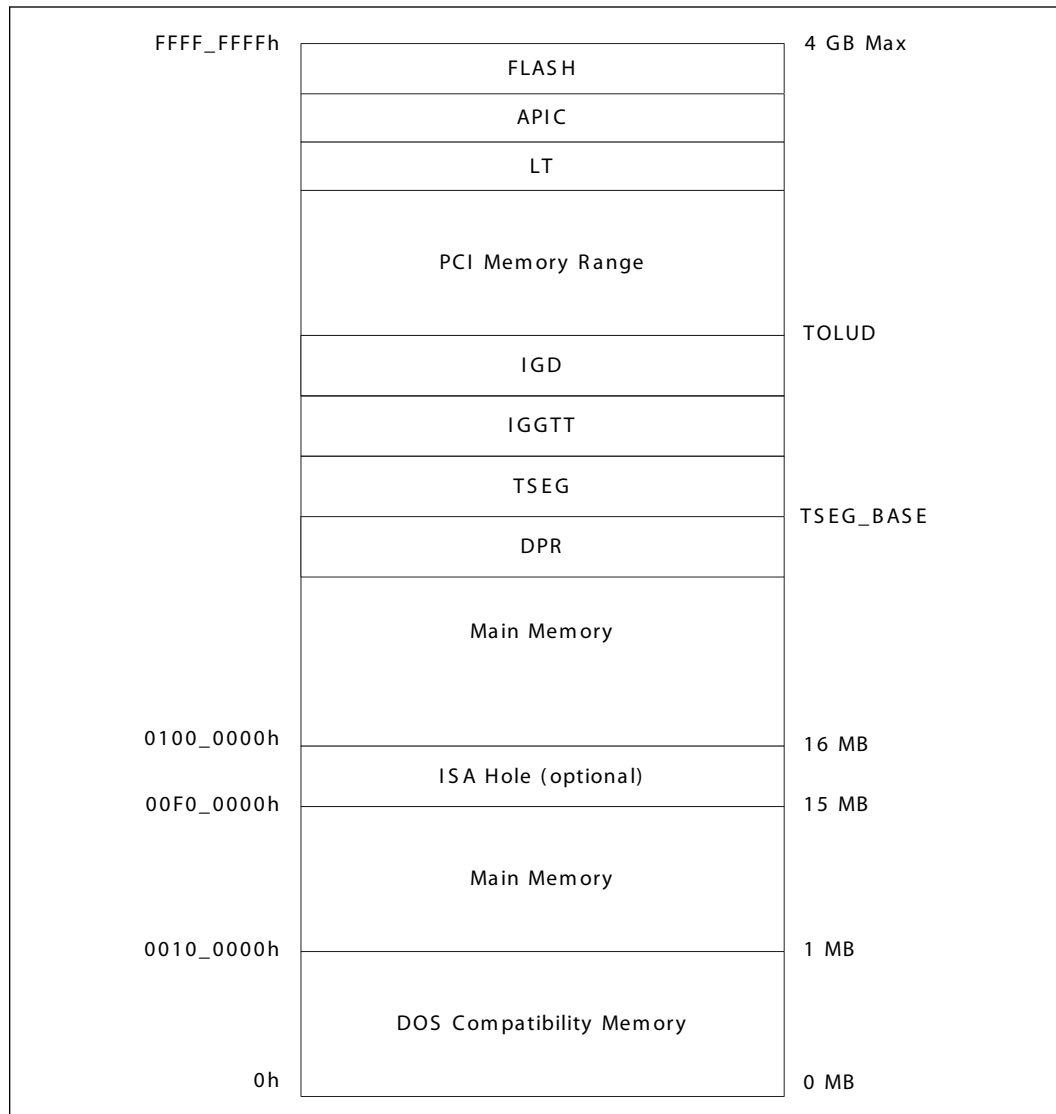 FFFF_FFFFh
4 GB Max
FLASH
APIC
LT
PCI Memory Range
TOLUD
IGD
IGGTT
TSEG
TSEG_BASE
DPR
Main Memory
0100_0000h
16 MB
ISA Hole (optional)
00F0_0000h
15 MB
Main Memory
0010_0000h
1 MB
DOS Compatibility Memory
0h
0 MB